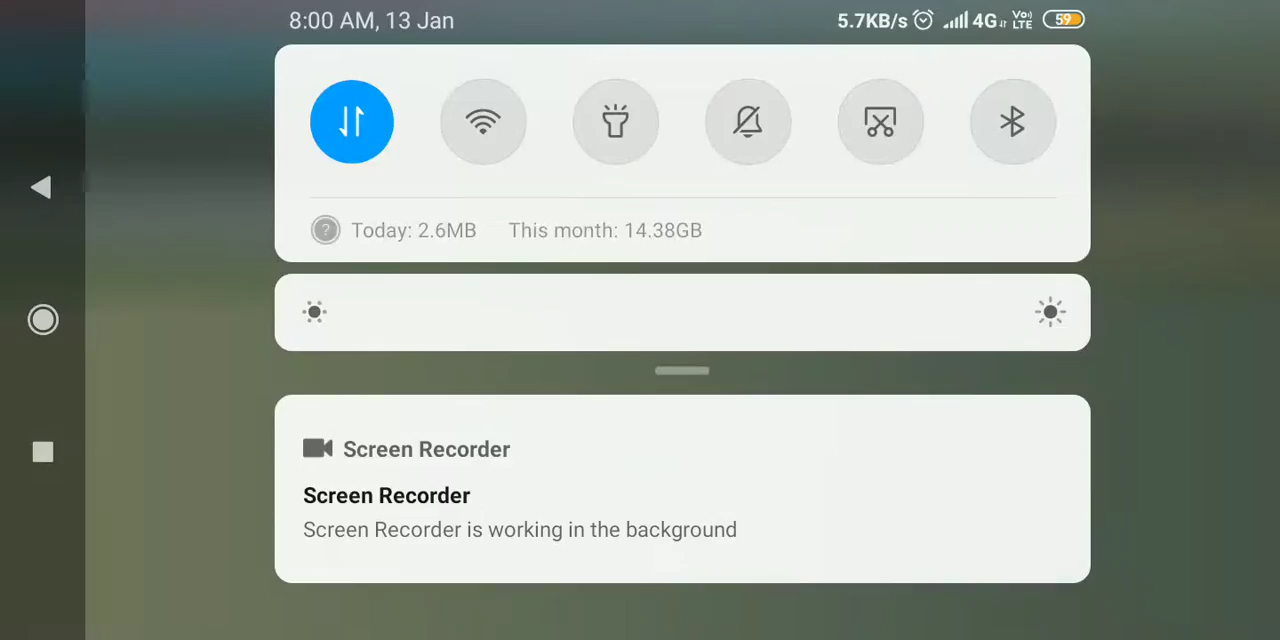 8:00 AM, 13 Jan 5.7KB/s 4G Vo) LTE 59
? Today: 2.6MB This month: 14.38GB
Screen Recorder
Screen Recorder
Screen Recorder is working in the background